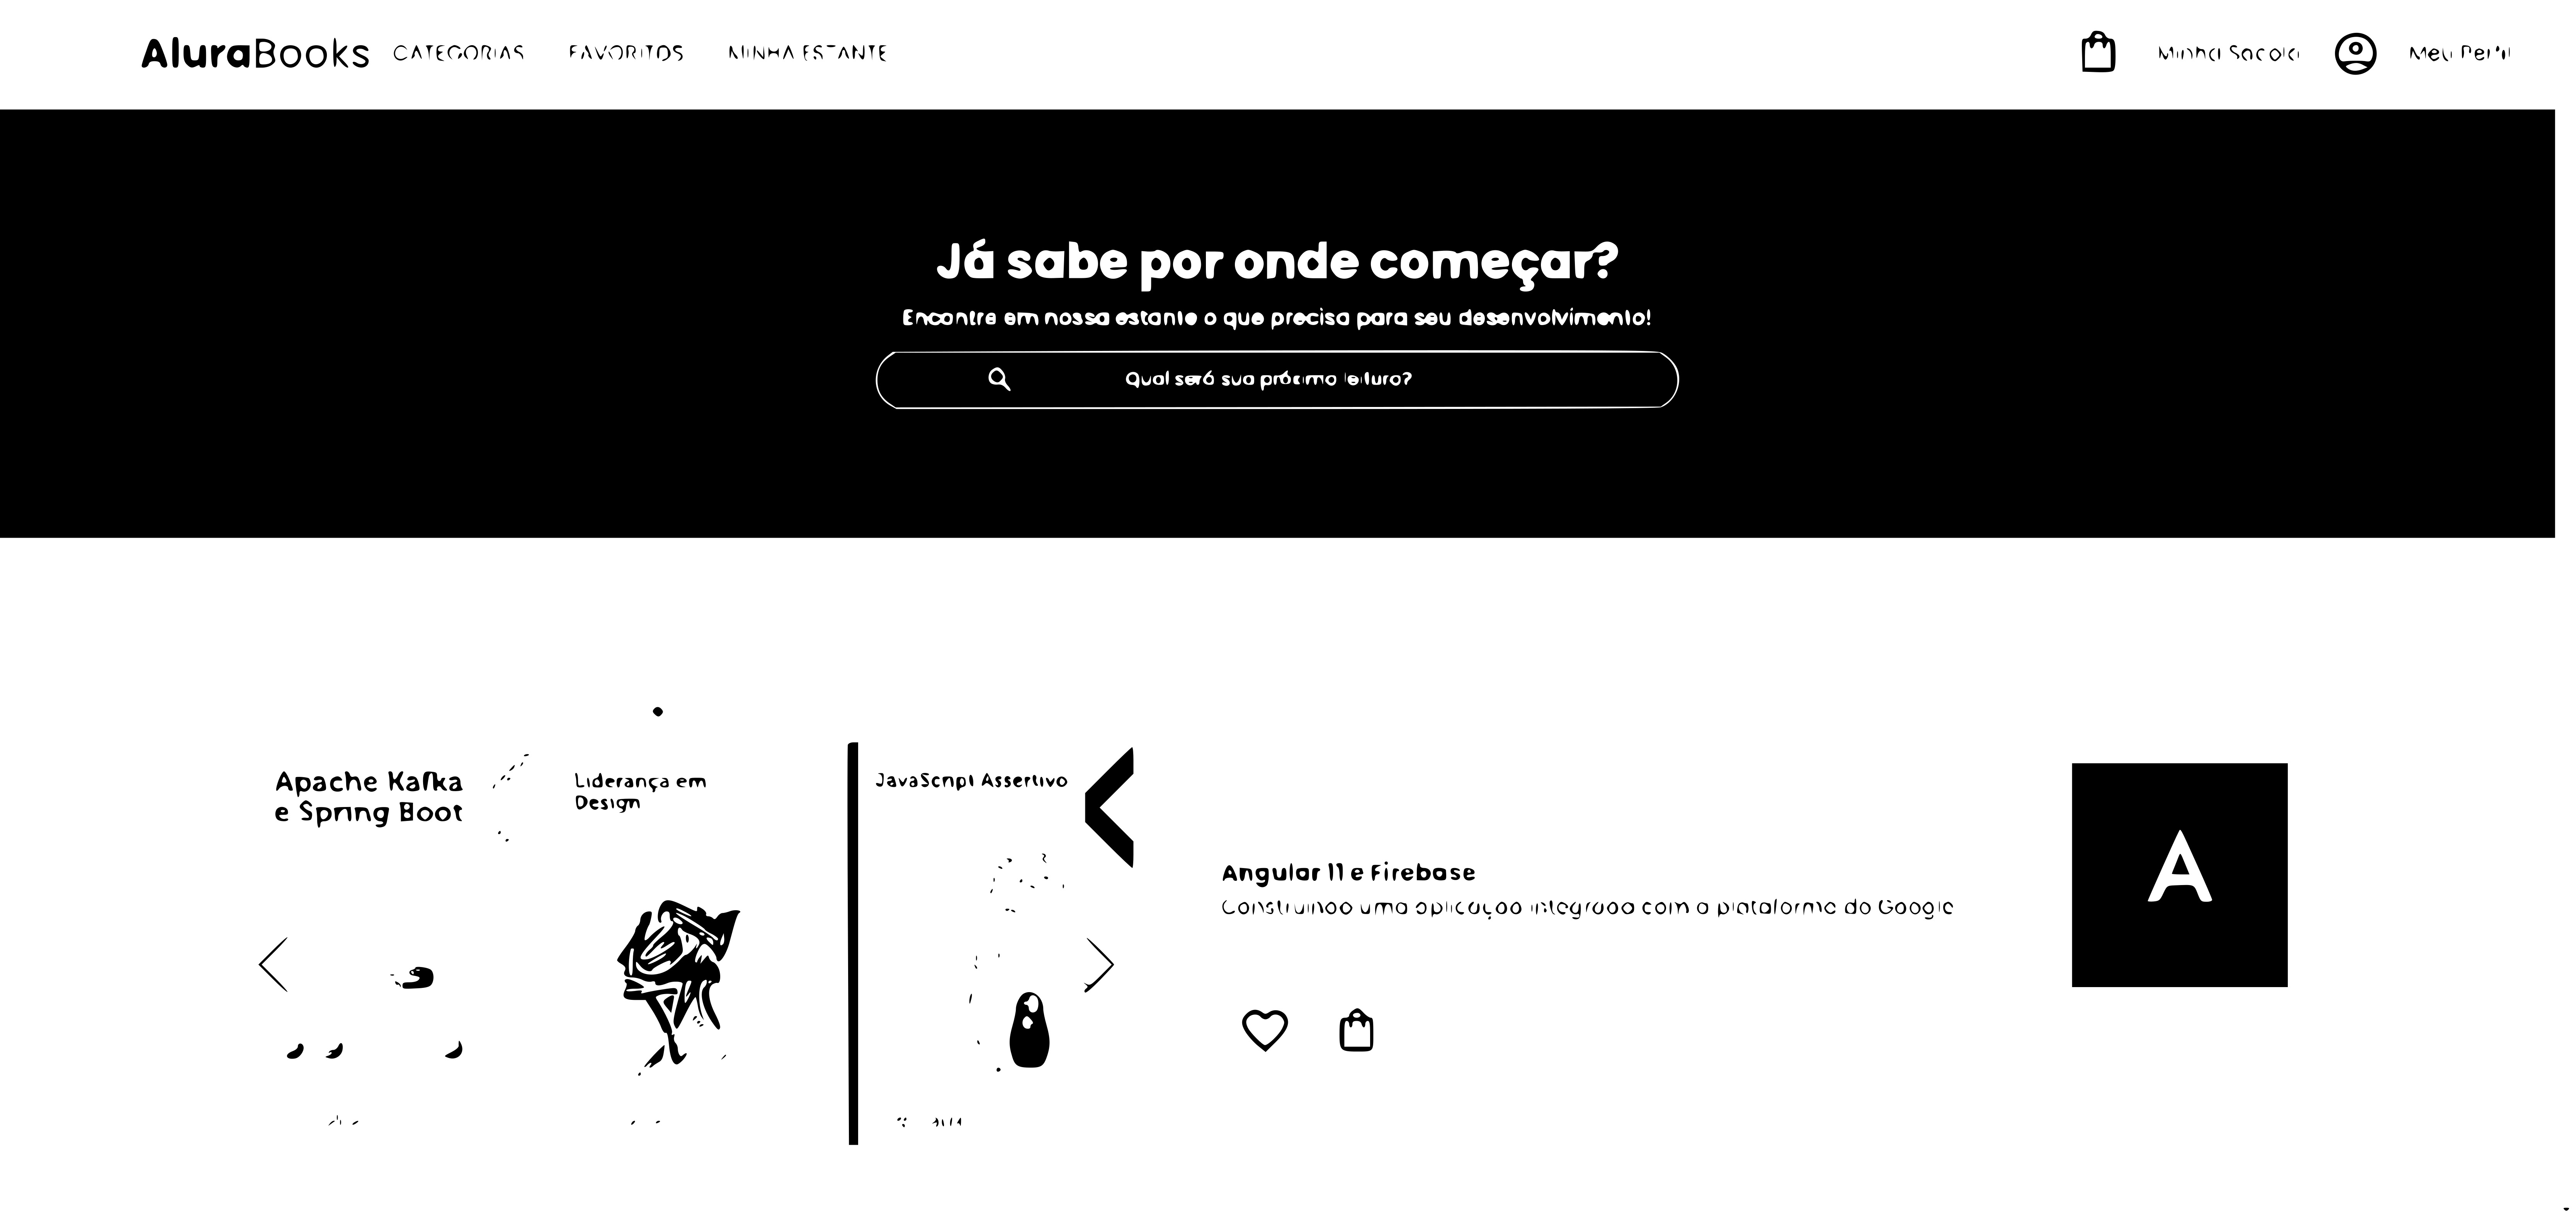 AluraBooks CATEGORIAS FAVORITOS MINHA ESTANTE Minha Sacola Meu Perfil
Já sabe por onde começar?
Encontre em nossa estante o que precisa para seu desenvolvimento!
Qual será sua próxima leitura?
Apache Kafka
e Spring Boot
Liderança em
Design
JavaScript Assertivo
Angular 11 e Firebase
Construindo uma aplicação integrada com a plataforma do Google
A